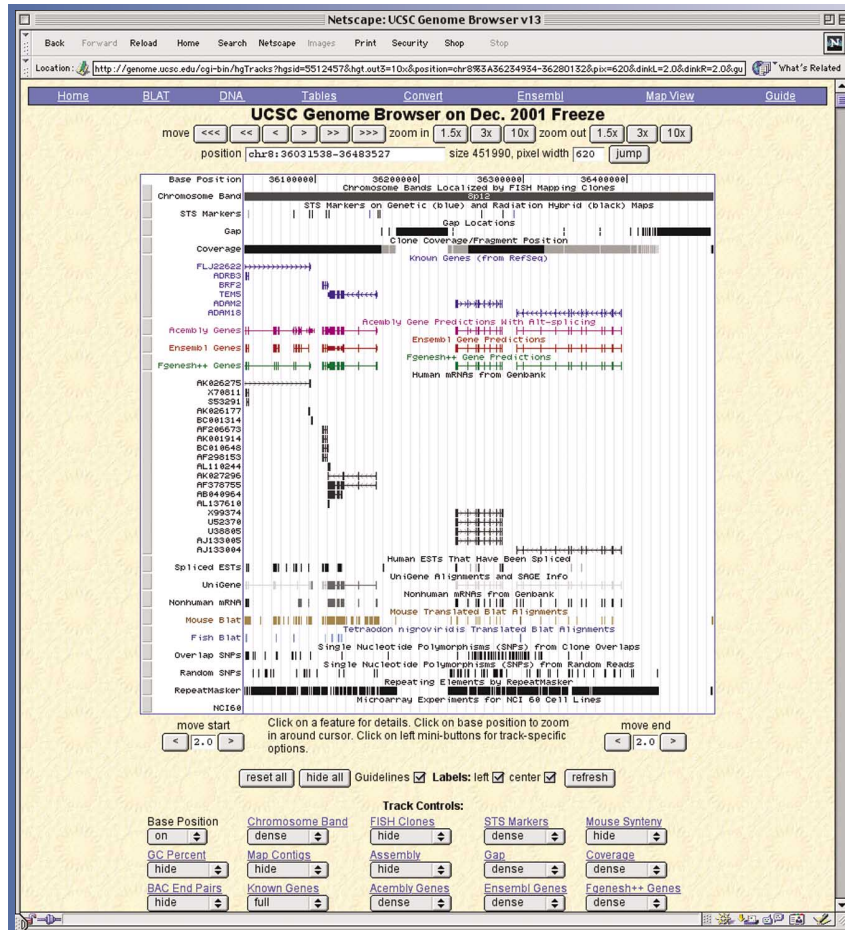 Netscape: UCSC Genome Browser v13
Back Forward Reload Home Search Netscape Images Print Security Shop Stop
Location: http://genome.ucsc.edu/cgi-bin/hgTracks?hgsid=5512457&hgt.out3=10x&position=chr8%3A36234934-36280132&pix=620&dinkL=2.0&dinkR=2.0&gu What's Related
Home BLAT DNA Tables Convert Ensembl Map View Guide
UCSC Genome Browser on Dec. 2001 Freeze
move <<< << < > >> >>> zoom in 1.5x 3x 10x zoom out 1.5x 3x 10x
position chr8:36031538-36483527 size 451990, pixel width 620 jump
Base Position 36100000| 36200000| 36300000| 36400000|
Chromosome Bands Localized by FISH Mapping Clones
Chromosome Band 8p12
STS Markers on Genetic (blue) and Radiation Hybrid (black) Maps
STS Markers
Gap Locations
Gap
Clone Coverage/Fragment Position
Coverage
Known Genes (from RefSeq)
FLJ22622
ADRB3
BRF2
TEM5
ADAM2
ADAM18
Acembly Gene Predictions With Alt-splicing
Acembly Genes
Ensembl Gene Predictions
Ensembl Genes
Fgenesh++ Gene Predictions
Fgenesh++ Genes
Human mRNAs from Genbank
AK026275
X70811
S53291
AK026177
BC001314
AF206673
AK001914
BC010648
AF298153
AL110244
AK027296
AF378755
AB040964
AL137610
X99374
U52370
U38805
AJ133005
AJ133004
Human ESTs That Have Been Spliced
Spliced ESTs
UniGene Alignments and SAGE Info
UniGene
Nonhuman mRNAs from Genbank
Nonhuman mRNA
Mouse Translated Blat Alignments
Mouse Blat
Tetraodon nigroviridis Translated Blat Alignments
Fish Blat
Single Nucleotide Polymorphisms (SNPs) from Clone Overlaps
Overlap SNPs
Single Nucleotide Polymorphisms (SNPs) from Random Reads
Random SNPs
Repeating Elements by RepeatMasker
RepeatMasker
Microarray Experiments for NCI 60 Cell Lines
NCI60
move start Click on a feature for details. Click on base position to zoom move end
< 2.0 > in around cursor. Click on left mini-buttons for track-specific < 2.0 >
options.
reset all hide all Guidelines Labels: left center refresh
Track Controls:
Base Position Chromosome Band FISH Clones STS Markers Mouse Synteny
on dense hide dense hide
GC Percent Map Contigs Assembly Gap Coverage
hide hide hide dense dense
BAC End Pairs Known Genes Acembly Genes Ensembl Genes Fgenesh++ Genes
hide full dense dense dense